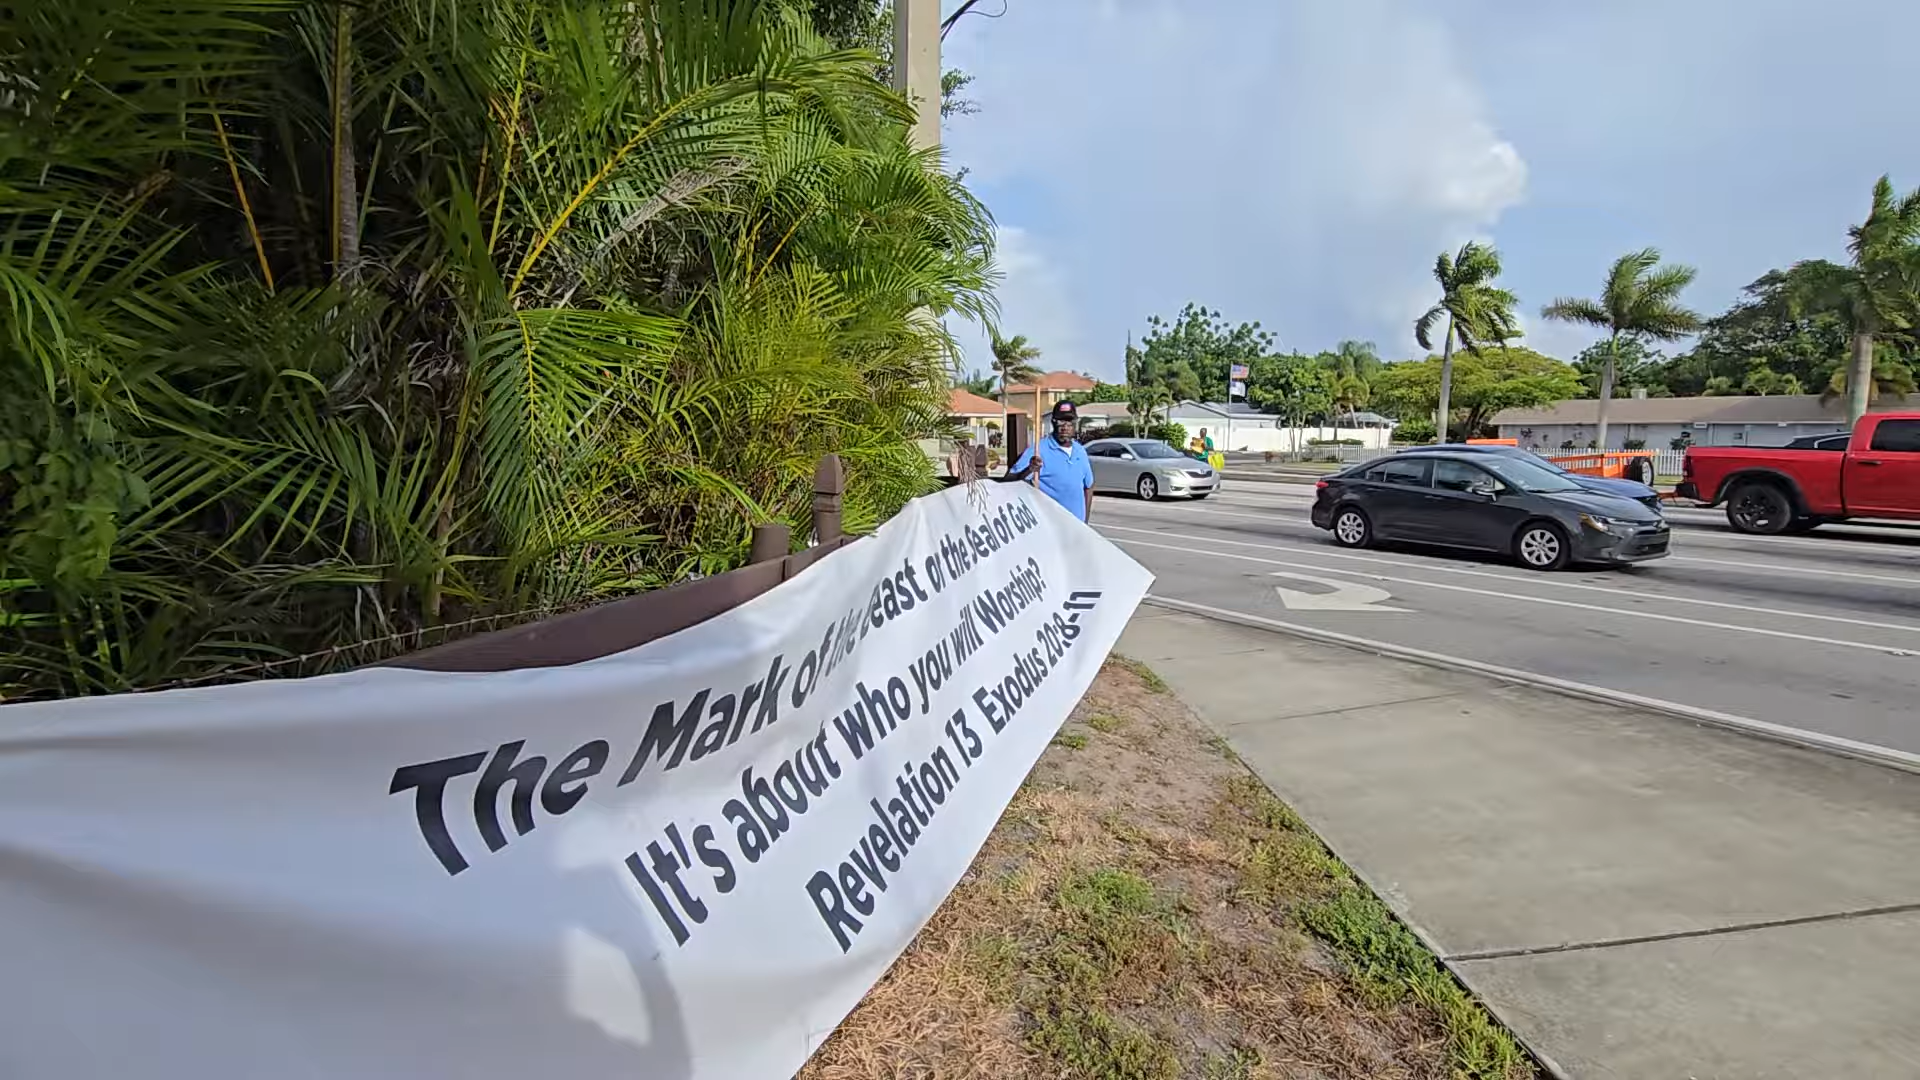 The Mark of the Beast or the Seal of God
It's about who you will Worship?
Revelation 13 Exodus 20:8-11